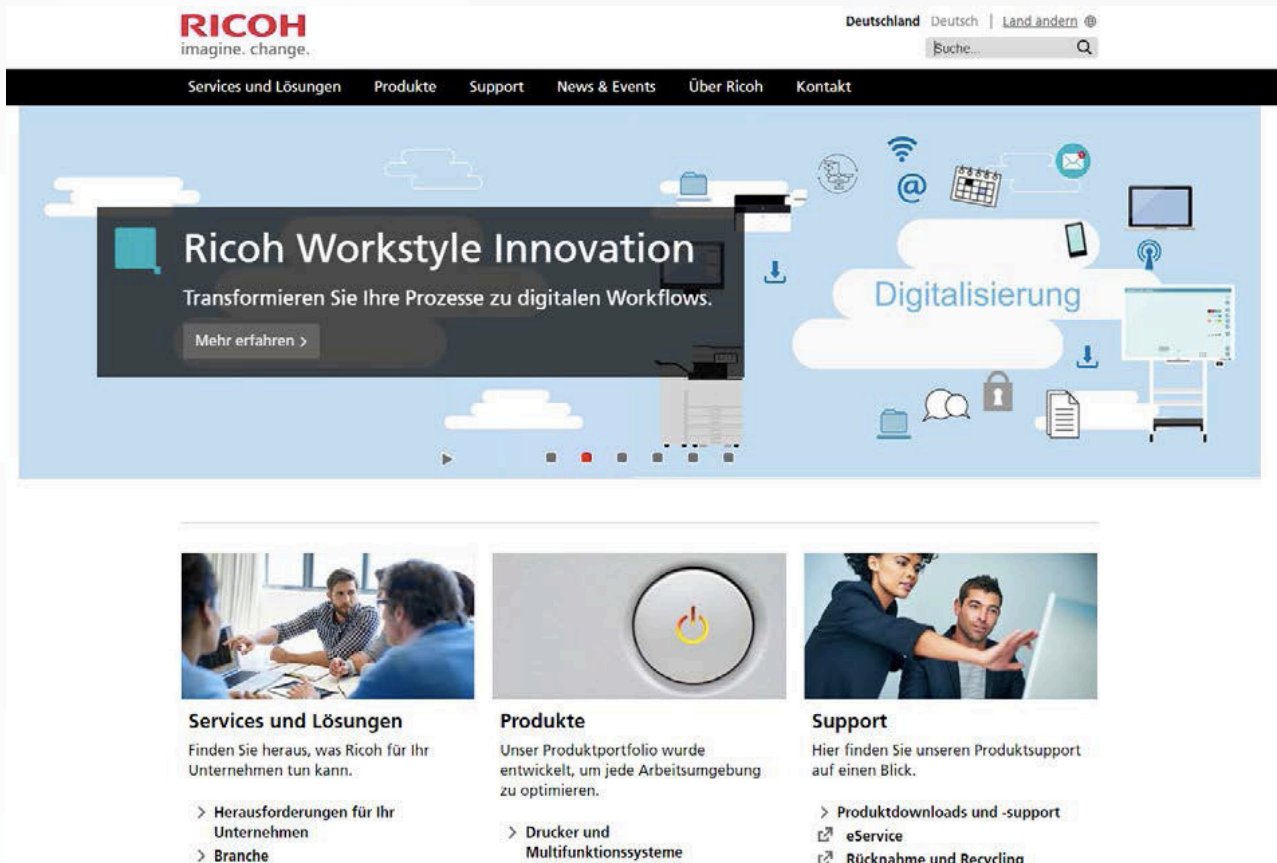 RICOH
imagine. change.
Deutschland Deutsch | Land ändern
Suche...
Services und Lösungen Produkte Support News & Events Über Ricoh Kontakt
Ricoh Workstyle Innovation
Transformieren Sie Ihre Prozesse zu digitalen Workflows.
Mehr erfahren >
@
Digitalisierung
Services und Lösungen
Finden Sie heraus, was Ricoh für Ihr
Unternehmen tun kann.
> Herausforderungen für Ihr
Unternehmen
> Branche
Produkte
Unser Produktportfolio wurde
entwickelt, um jede Arbeitsumgebung
zu optimieren.
> Drucker und
Multifunktionssysteme
Support
Hier finden Sie unseren Produktsupport
auf einen Blick.
> Produktdownloads und -support
eService
Rücknahme und Recycling